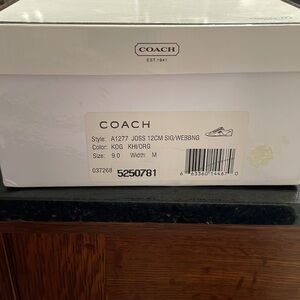 COACH
EST. 1941
COACH
Style: A1277 JOSS 12CM SIG/WEBBNG
Color: KOG KHI/ORG
Size: 9.0 Width: M
037268 5250781